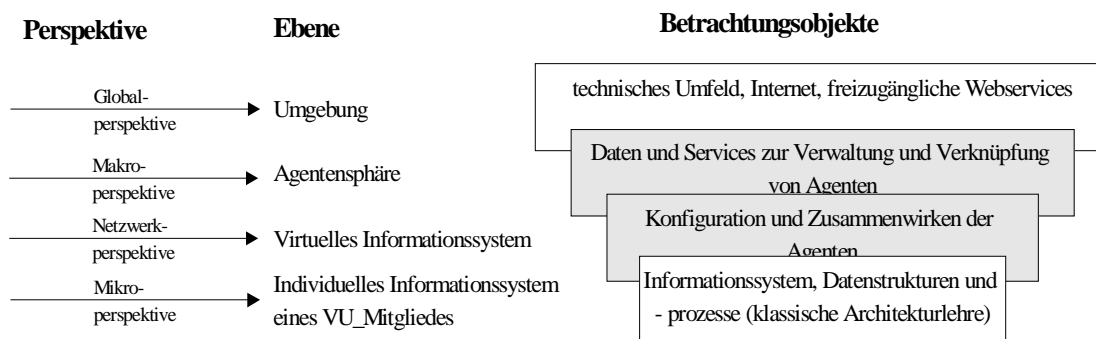 Perspektive
Ebene
Betrachtungsobjekte
Global-
perspektive
Umgebung
technisches Umfeld, Internet, freizugängliche Webservices
Makro-
perspektive
Agentensphäre
Daten und Services zur Verwaltung und Verknüpfung
von Agenten
Netzwerk-
perspektive
Virtuelles Informationssystem
Konfiguration und Zusammenwirken der
Agenten
Mikro-
perspektive
Individuelles Informationssystem
eines VU_Mitgliedes
Informationssystem, Datenstrukturen und
- prozesse (klassische Architekturlehre)